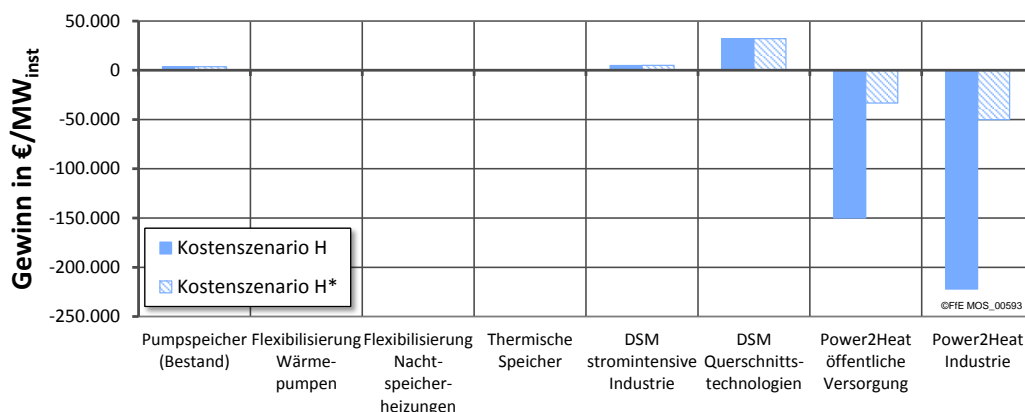 Gewinn in €/MWinst
50.000
0
-50.000
-100.000
-150.000
-200.000
-250.000
Kostenszenario H
Kostenszenario H*
©FfE MOS_00593
Pumpspeicher
(Bestand)
Flexibilisierung
Wärme-
pumpen
Flexibilisierung
Nacht-
speicher-
heizungen
Thermische
Speicher
DSM
stromintensive
Industrie
DSM
Querschnitts-
technologien
Power2Heat
öffentliche
Versorgung
Power2Heat
Industrie